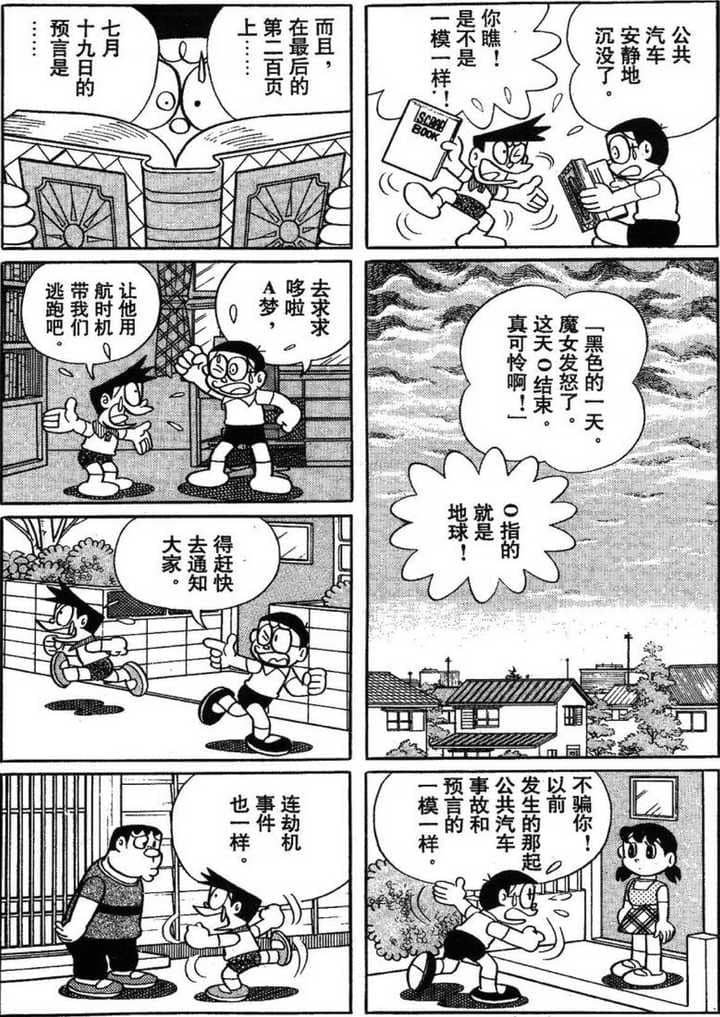 公共
汽车
安静地
沉没了．
你瞧！
是不是
一模一样！
BOOK
而且，
在最后的
第二百页
上……
七月
十九日的
预言是
……
「黑色的一天。
魔女发怒了。
这天O结束。
真可怜啊！」
O指的
就是
地球！
去求求
哆啦
A梦，
让他用
航时机
带我们
逃跑吧．
得赶快
去通知
大家．
不骗你！
以前
发生的那起
公共汽车
事故和
预言的
一模一样．
连劫机
事件
也一样．